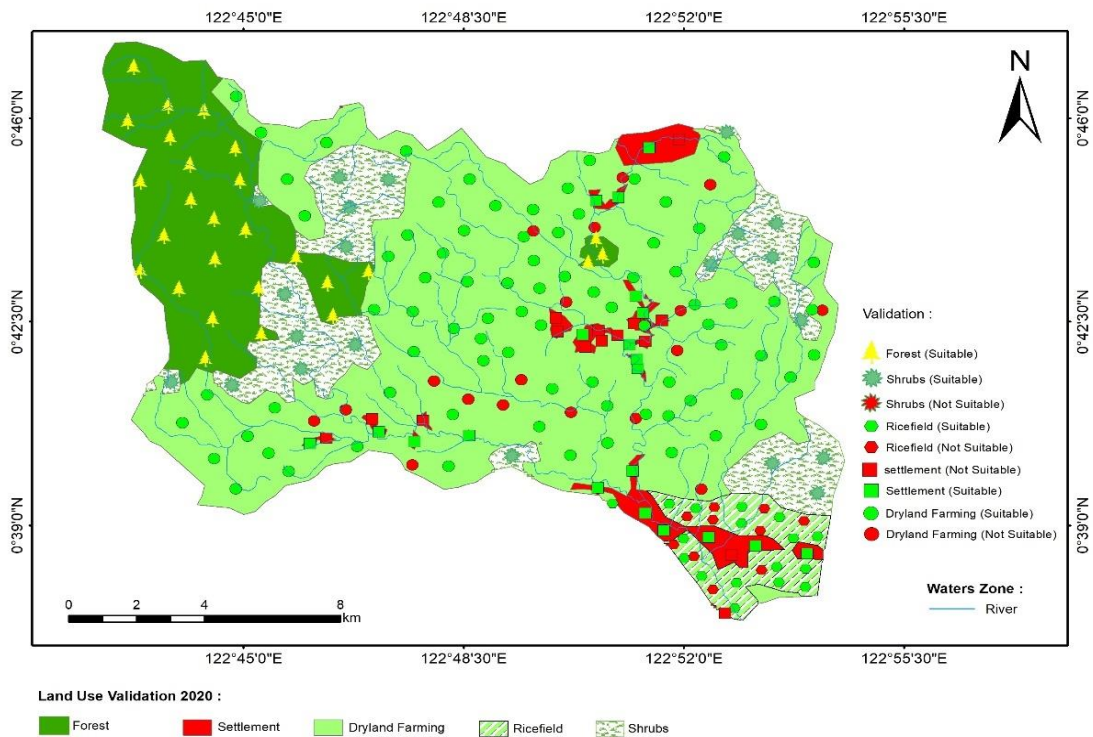 122°45'0"E 122°48'30"E 122°52'0"E 122°55'30"E
N
0°46'0"N 0°46'0"N
0°42'30"N 0°42'30"N
0°39'0"N 0°39'0"N
Validation :
Forest (Suitable)
Shrubs (Suitable)
Shrubs (Not Suitable)
Ricefield (Suitable)
Ricefield (Not Suitable)
settlement (Not Suitable)
Settlement (Suitable)
Dryland Farming (Suitable)
Dryland Farming (Not Suitable)
Waters Zone :
River
0 2 4 8
km
122°45'0"E 122°48'30"E 122°52'0"E 122°55'30"E
Land Use Validation 2020 :
Forest Settlement Dryland Farming Ricefield Shrubs